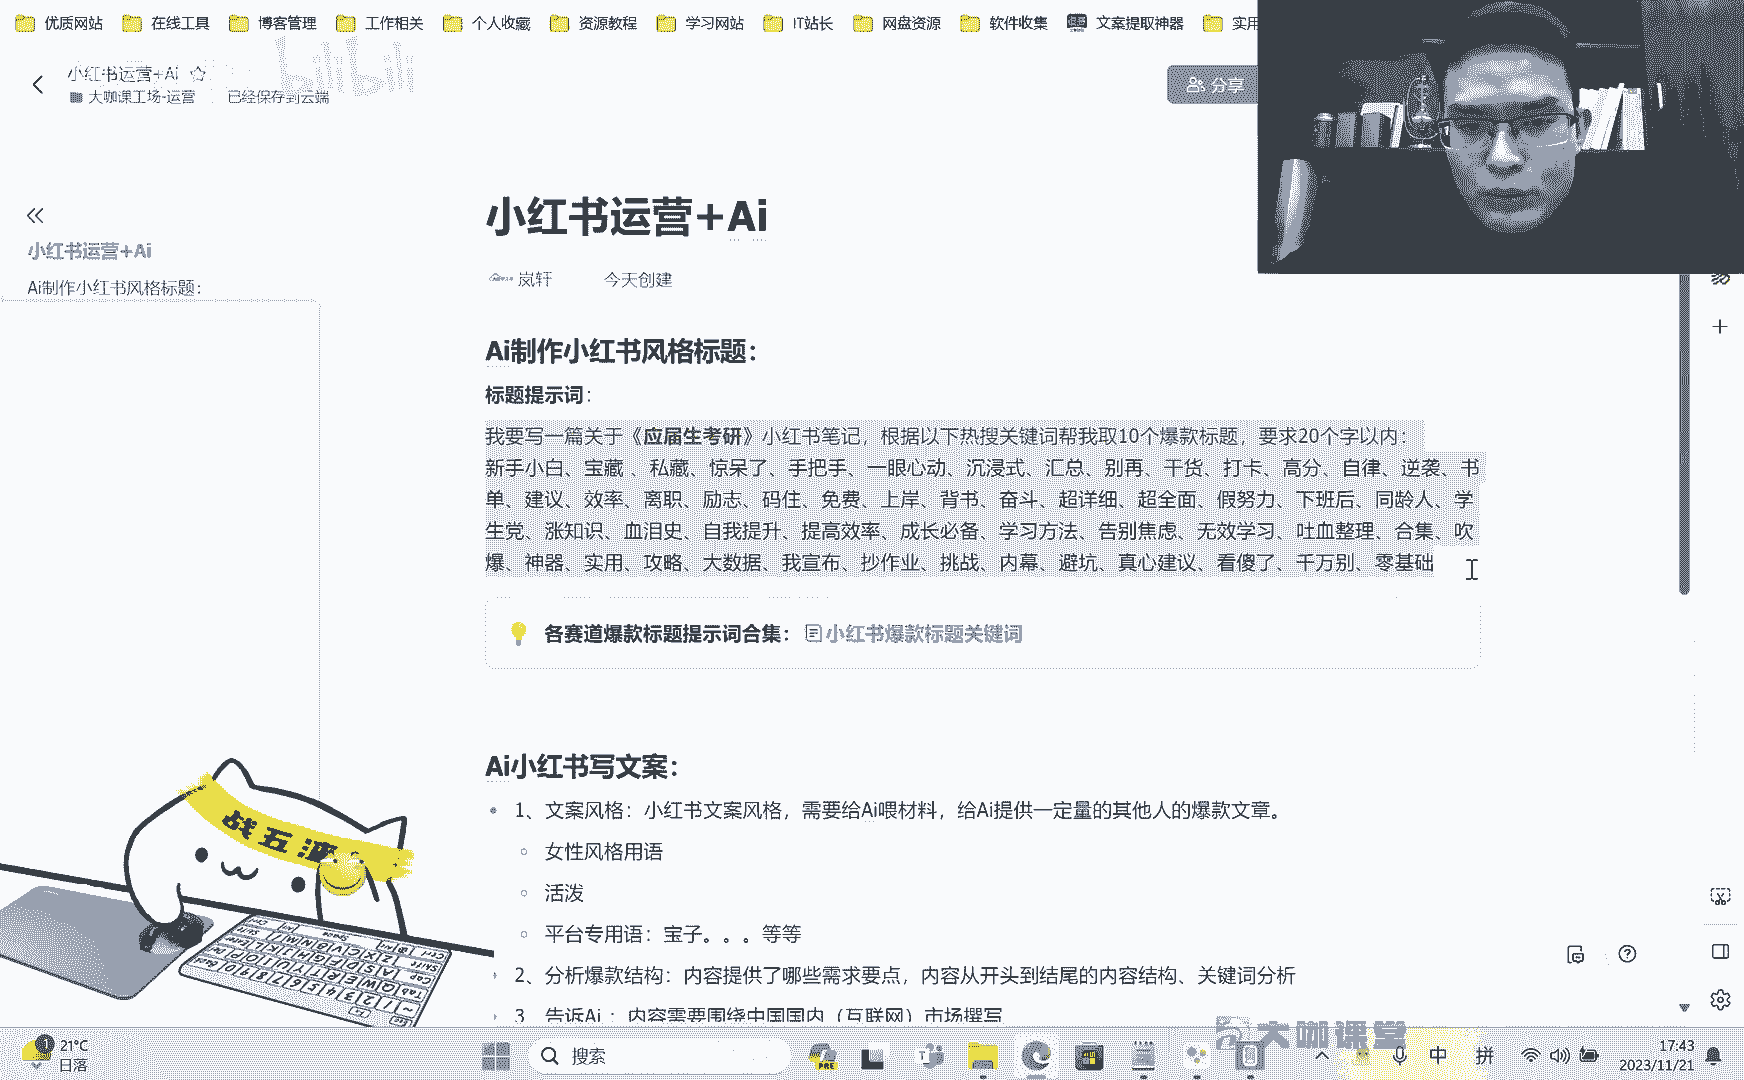 优质网站 在线工具 博客管理 工作相关 个人收藏 资源教程 学习网站 IT站长 网盘资源 软件收集 文案提取神器 实用
小红书运营+Ai
bilibili
大咖课工场-运营 已经保存到云端
分享
小红书运营+Ai
小红书运营+Ai
Ai制作小红书风格标题：
岚轩 今天创建
Ai制作小红书风格标题：
标题提示词：
我要写一篇关于《应届生考研》小红书笔记，根据以下热搜关键词帮我取10个爆款标题，要求20个字以内：
新手小白、宝藏 、私藏、惊呆了、手把手、一眼心动、沉浸式、汇总、别再、干货、打卡、高分、自律、逆袭、书
单、建议、效率、离职、励志、码住、免费、上岸、背书、奋斗、超详细、超全面、假努力、下班后、同龄人、学
生党、涨知识、血泪史、自我提升、提高效率、成长必备、学习方法、告别焦虑、无效学习、吐血整理、合集、吹
爆、神器、实用、攻略、大数据、我宣布、抄作业、挑战、内幕、避坑、真心建议、看傻了、千万别、零基础
各赛道爆款标题提示词合集： 小红书爆款标题关键词
Ai小红书写文案：
1、文案风格：小红书文案风格，需要给Ai喂材料，给Ai提供一定量的其他人的爆款文章。
女性风格用语
活泼
平台专用语：宝子。。。等等
2、分析爆款结构：内容提供了哪些需求要点，内容从开头到结尾的内容结构、关键词分析
3、告诉Ai ：内容需要围绕中国国内（互联网）市场撰写
战五渣
大咖课堂
1
21°C
日落
搜索
PRE
中 拼
17:43
2023/11/21